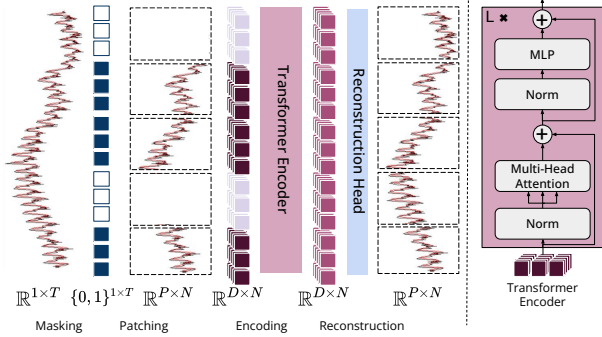 Transformer Encoder
Reconstruction Head
ℝ^{1×T} {0,1}^{1×T} ℝ^{P×N} ℝ^{D×N} ℝ^{D×N} ℝ^{P×N}
Masking Patching Encoding Reconstruction
L ×
MLP
Norm
Multi-Head
Attention
Norm
Transformer
Encoder